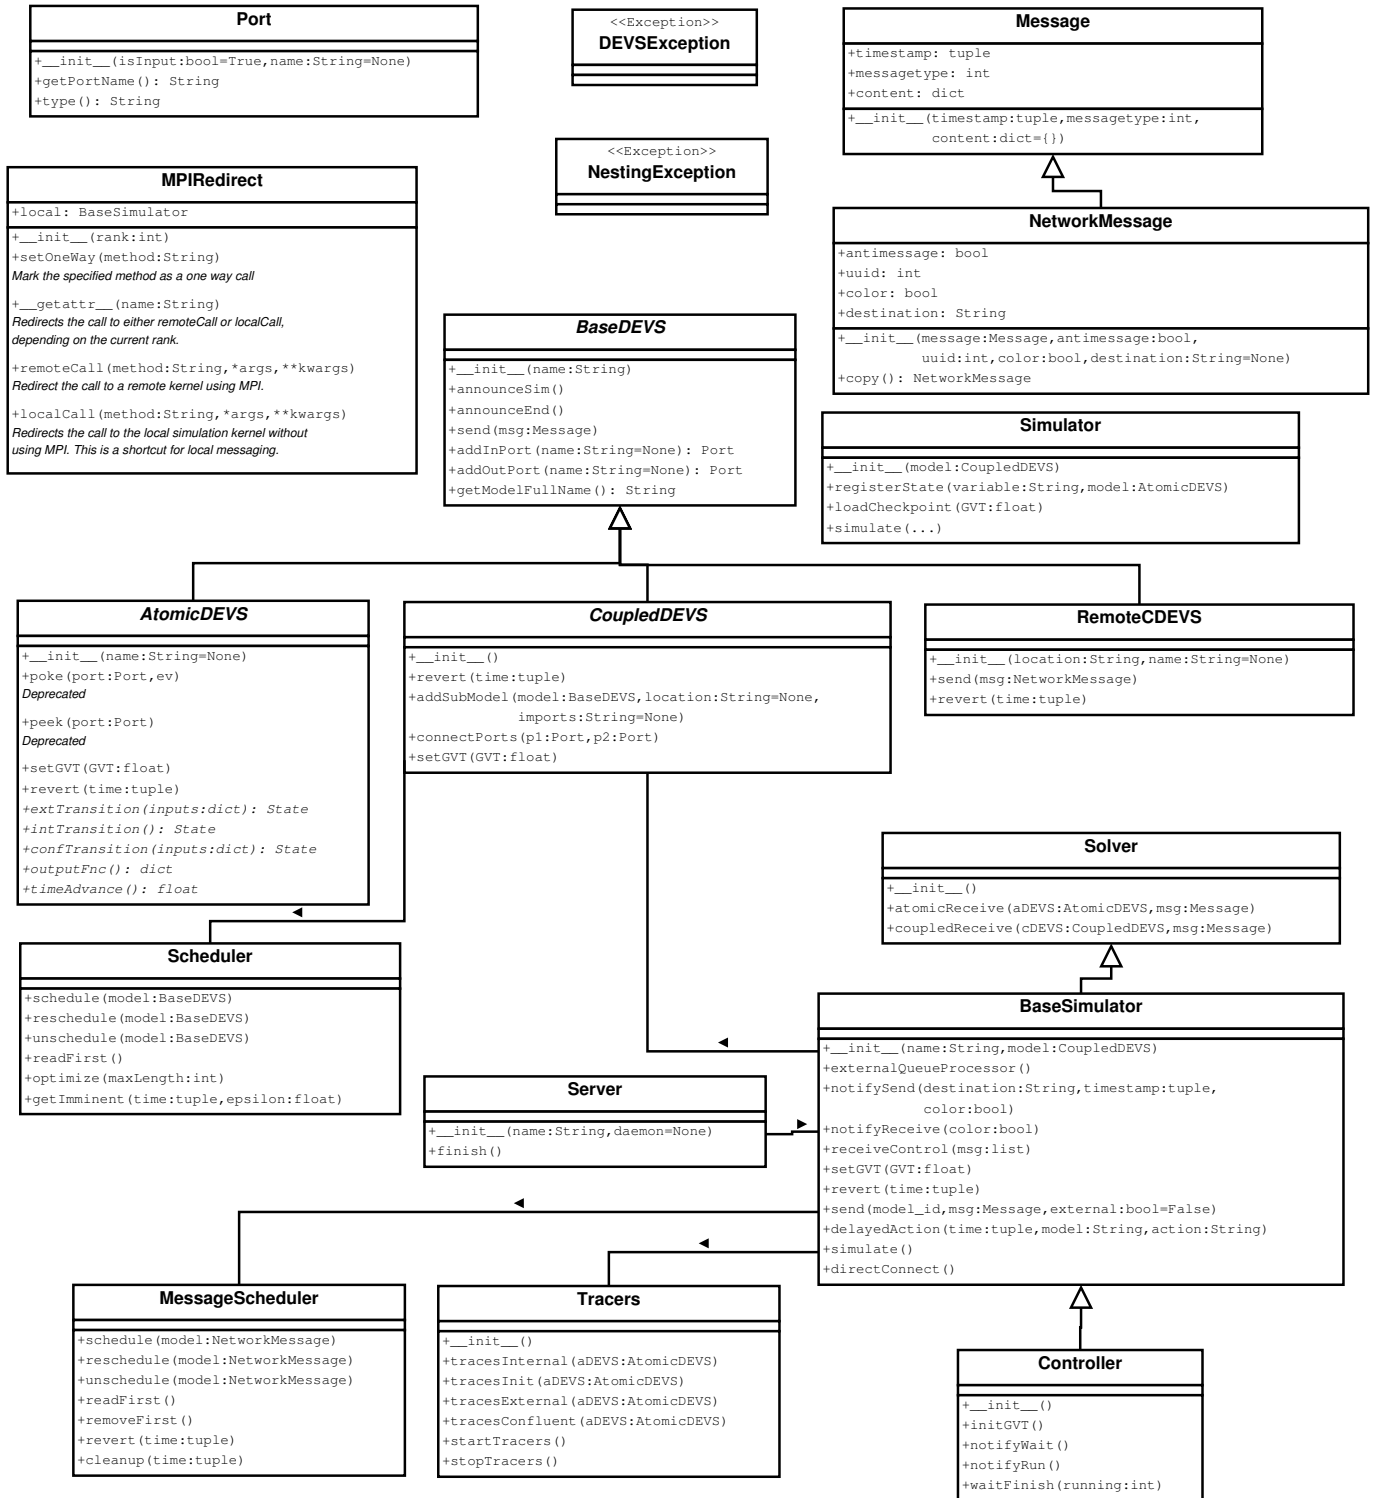 Port
+__init__(isInput:bool=True,name:String=None)
+getPortName(): String
+type(): String
<<Exception>>
DEVSException
Message
+timestamp: tuple
+messagetype: int
+content: dict
+__init__(timestamp:tuple,messagetype:int,
content:dict={})
<<Exception>>
NestingException
MPIRedirect
+local: BaseSimulator
+__init__(rank:int)
+setOneWay(method:String)
Mark the specified method as a one way call
+__getattr__(name:String)
Redirects the call to either remoteCall or localCall,
depending on the current rank.
+remoteCall(method:String,*args,**kwargs)
Redirect the call to a remote kernel using MPI.
+localCall(method:String,*args,**kwargs)
Redirects the call to the local simulation kernel without
using MPI. This is a shortcut for local messaging.
NetworkMessage
+antimessage: bool
+uuid: int
+color: bool
+destination: String
+__init__(message:Message,antimessage:bool,
uuid:int,color:bool,destination:String=None)
+copy(): NetworkMessage
BaseDEVS
+__init__(name:String)
+announceSim()
+announceEnd()
+send(msg:Message)
+addInPort(name:String=None): Port
+addOutPort(name:String=None): Port
+getModelFullName(): String
Simulator
+__init__(model:CoupledDEVS)
+registerState(variable:String,model:AtomicDEVS)
+loadCheckpoint(GVT:float)
+simulate(...)
AtomicDEVS
+__init__(name:String=None)
+poke(port:Port,ev)
Deprecated
+peek(port:Port)
Deprecated
+setGVT(GVT:float)
+revert(time:tuple)
+extTransition(inputs:dict): State
+intTransition(): State
+confTransition(inputs:dict): State
+outputFnc(): dict
+timeAdvance(): float
CoupledDEVS
+__init__()
+revert(time:tuple)
+addSubModel(model:BaseDEVS,location:String=None,
imports:String=None)
+connectPorts(p1:Port,p2:Port)
+setGVT(GVT:float)
RemoteCDEVS
+__init__(location:String,name:String=None)
+send(msg:NetworkMessage)
+revert(time:tuple)
Solver
+__init__()
+atomicReceive(aDEVS:AtomicDEVS,msg:Message)
+coupledReceive(cDEVS:CoupledDEVS,msg:Message)
Scheduler
+schedule(model:BaseDEVS)
+reschedule(model:BaseDEVS)
+unschedule(model:BaseDEVS)
+readFirst()
+optimize(maxLength:int)
+getImminent(time:tuple,epsilon:float)
BaseSimulator
+__init__(name:String,model:CoupledDEVS)
+externalQueueProcessor()
+notifySend(destination:String,timestamp:tuple,
color:bool)
+notifyReceive(color:bool)
+receiveControl(msg:list)
+setGVT(GVT:float)
+revert(time:tuple)
+send(model_id,msg:Message,external:bool=False)
+delayedAction(time:tuple,model:String,action:String)
+simulate()
+directConnect()
Server
+__init__(name:String,daemon=None)
+finish()
MessageScheduler
+schedule(model:NetworkMessage)
+reschedule(model:NetworkMessage)
+unschedule(model:NetworkMessage)
+readFirst()
+removeFirst()
+revert(time:tuple)
+cleanup(time:tuple)
Tracers
+__init__()
+tracesInternal(aDEVS:AtomicDEVS)
+tracesInit(aDEVS:AtomicDEVS)
+tracesExternal(aDEVS:AtomicDEVS)
+tracesConfluent(aDEVS:AtomicDEVS)
+startTracers()
+stopTracers()
Controller
+__init__()
+initGVT()
+notifyWait()
+notifyRun()
+waitFinish(running:int)